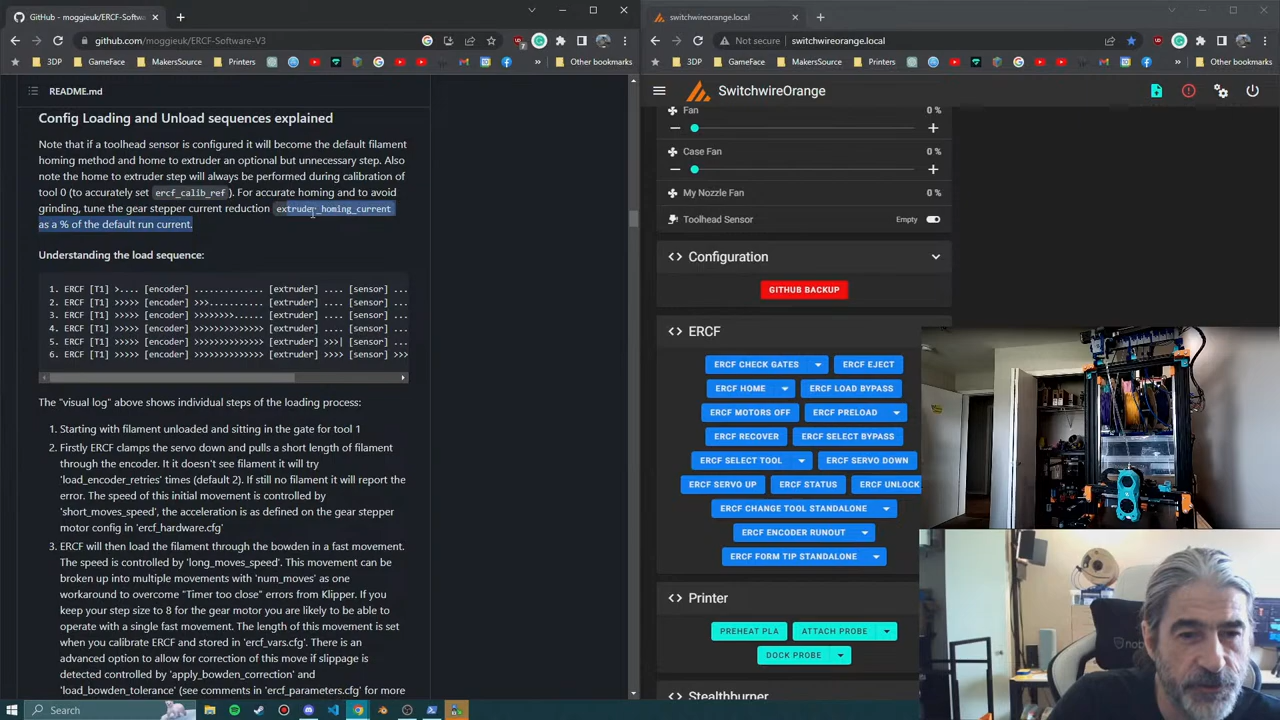 GitHub - moggieuk/ERCF-Softwa
switchwireorange.local
github.com/moggieuk/ERCF-Software-V3
Not secure
switchwireorange.local
3DP
GameFace
MakersSource
Printers
Other bookmarks
3DP
GameFace
MakersSource
Printers
Other bookmarks
README.md
Config Loading and Unload sequences explained
Note that if a toolhead sensor is configured it will become the default filament
homing method and home to extruder an optional but unnecessary step. Also
note the home to extruder step will always be performed during calibration of
tool 0 (to accurately set ercf_calib_ref ). For accurate homing and to avoid
grinding, tune the gear stepper current reduction extruder_homing_current
as a % of the default run current.
Understanding the load sequence:
1. ERCF [T1] >.... [encoder] ............. [extruder] .... [sensor] ...
2. ERCF [T1] >>>>> [encoder] >>>.......... [extruder] .... [sensor] ...
3. ERCF [T1] >>>>> [encoder] >>>>>>>>..... [extruder] .... [sensor] ...
4. ERCF [T1] >>>>> [encoder] >>>>>>>>>>>>> [extruder] .... [sensor] ...
5. ERCF [T1] >>>>> [encoder] >>>>>>>>>>>>> [extruder] >>>| [sensor] ...
6. ERCF [T1] >>>>> [encoder] >>>>>>>>>>>>> [extruder] >>>> [sensor] >>>
The "visual log" above shows individual steps of the loading process:
1. Starting with filament unloaded and sitting in the gate for tool 1
2. Firstly ERCF clamps the servo down and pulls a short length of filament
through the encoder. It it doesn't see filament it will try
'load_encoder_retries' times (default 2). If still no filament it will report the
error. The speed of this initial movement is controlled by
'short_moves_speed', the acceleration is as defined on the gear stepper
motor config in 'ercf_hardware.cfg'
3. ERCF will then load the filament through the bowden in a fast movement.
The speed is controlled by 'long_moves_speed'. This movement can be
broken up into multiple movements with 'num_moves' as one
workaround to overcome "Timer too close" errors from Klipper. If you
keep your step size to 8 for the gear motor you are likely to be able to
operate with a single fast movement. The length of this movement is set
when you calibrate ERCF and stored in 'ercf_vars.cfg'. There is an
advanced option to allow for correction of this move if slippage is
detected controlled by 'apply_bowden_correction' and
'load_bowden_tolerance' (see comments in 'ercf_parameters.cfg' for more
SwitchwireOrange
Fan
0 %
Case Fan
0 %
My Nozzle Fan
0 %
Toolhead Sensor
Empty
Configuration
GITHUB BACKUP
ERCF
ERCF CHECK GATES
ERCF EJECT
ERCF HOME
ERCF LOAD BYPASS
ERCF MOTORS OFF
ERCF PRELOAD
ERCF RECOVER
ERCF SELECT BYPASS
ERCF SELECT TOOL
ERCF SERVO DOWN
ERCF SERVO UP
ERCF STATUS
ERCF UNLOCK
ERCF CHANGE TOOL STANDALONE
ERCF ENCODER RUNOUT
ERCF FORM TIP STANDALONE
Printer
PREHEAT PLA
ATTACH PROBE
DOCK PROBE
Stealthburner
Search